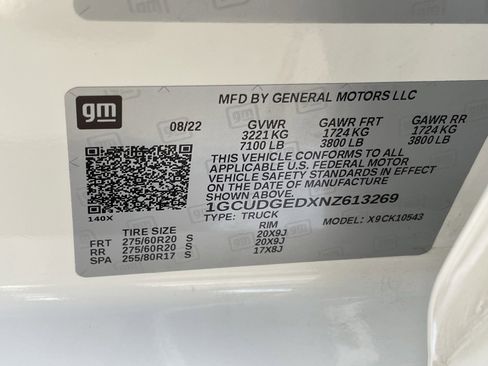 gm
MFD BY GENERAL MOTORS LLC
08/22 GVWR GAWR FRT GAWR RR
3221 KG 1724 KG 1724 KG
7100 LB 3800 LB 3800 LB
THIS VEHICLE CONFORMS TO ALL
APPLICABLE U.S. FEDERAL MOTOR
VEHICLE SAFETY STANDARDS IN EFFECT
ON THE DATE OF MANUFACTURE
SHOWN ABOVE.
1GCUDGEDXNZ613269
140X TYPE: TRUCK MODEL: X9CK10543
TIRE SIZE RIM
FRT 275/60R20 S 20X9J
RR 275/60R20 S 20X9J
SPA 255/80R17 S 17X8J